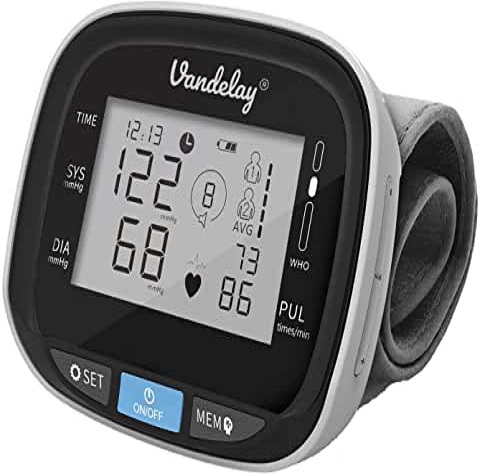 Vandelay®
TIME
12:13
1
SYS
mmHg
122
mmHg
8
2
AVG
WHO
DIA
mmHg
68
mmHg
73
86
PUL
times/min
SET
ON/OFF
MEM